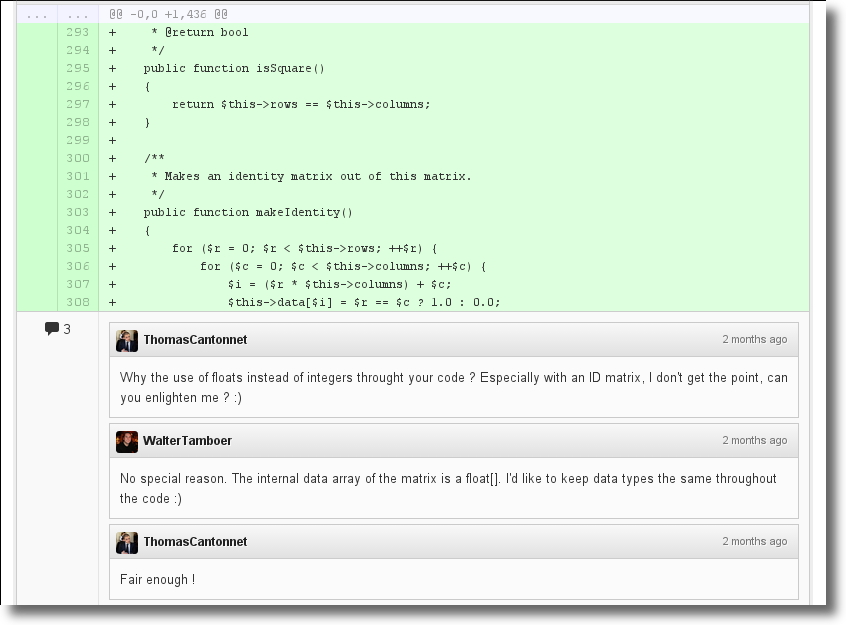 ... ... @@ -0,0 +1,436 @@
293 + * @return bool
294 + */
295 + public function isSquare()
296 + {
297 + return $this->rows == $this->columns;
298 + }
299 +
300 + /**
301 + * Makes an identity matrix out of this matrix.
302 + */
303 + public function makeIdentity()
304 + {
305 + for ($r = 0; $r < $this->rows; ++$r) {
306 + for ($c = 0; $c < $this->columns; ++$c) {
307 + $i = ($r * $this->columns) + $c;
308 + $this->data[$i] = $r == $c ? 1.0 : 0.0;
3
ThomasCantonnet 2 months ago
Why the use of floats instead of integers throught your code ? Especially with an ID matrix, I don't get the point, can
you enlighten me ? :)
WalterTamboer 2 months ago
No special reason. The internal data array of the matrix is a float[]. I'd like to keep data types the same throughout
the code :)
ThomasCantonnet 2 months ago
Fair enough !